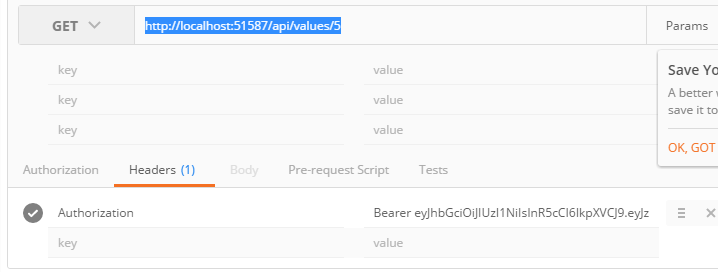 GET http://localhost:51587/api/values/5 Params
key value
key value
key value
Save Yo
A better w
save it to
OK, GOT
Authorization Headers (1) Body Pre-request Script Tests
Authorization Bearer eyJhbGciOiJIUzI1NiIsInR5cCI6IkpXVCJ9.eyJz
key value